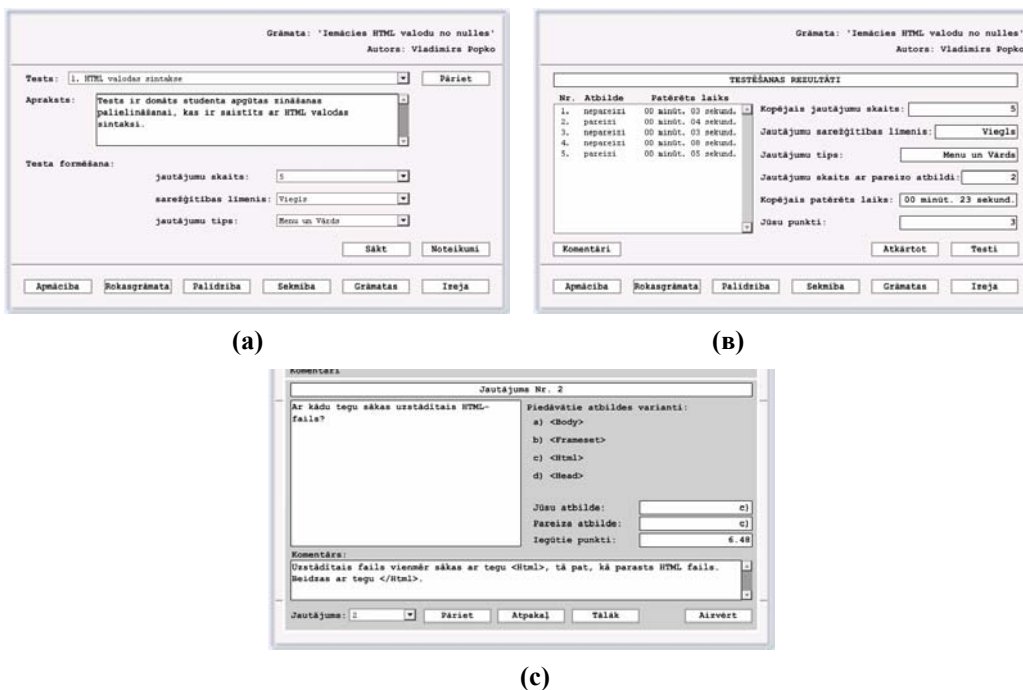 Grāmata: 'Iemācies HTML valodu no nulles'
Autors: Vladimirs Popko
Tests: 1. HTML valodas sintakse Pāriet
Apraksts: Tests ir domāts studenta apgūtas zināšanas
palielināšanai, kas ir saistīts ar HTML valodas
sintaksi.
Testa formēšana:
jautājumu skaits: 5
sarežģītības līmenis: Viegls
jautājumu tips: Menu un Vārds
Sākt Noteikumi
Apmāciba Rokasgrāmata Palīdzība Sekmība Grāmatas Izeja
(a)
Grāmata: 'Iemācies HTML valodu no nulles'
Autors: Vladimirs Popko
TESTĒŠANAS REZULTĀTI
Nr. Atbilde Patērēts laiks
1. nepareizi 00 minūt. 03 sekund.
2. pareizi 00 minūt. 04 sekund.
3. nepareizi 00 minūt. 03 sekund.
4. nepareizi 00 minūt. 08 sekund.
5. pareizi 00 minūt. 05 sekund.
Kopējais jautājumu skaits: 5
Jautājumu sarežģītības līmenis: Viegls
Jautājumu tips: Menu un Vārds
Jautājumu skaits ar pareizo atbildi: 2
Kopējais patērēts laiks: 00 minūt. 23 sekund.
Jūsu punkti: 3
Komentāri Atkārtot Testi
Apmāciba Rokasgrāmata Palīdzība Sekmība Grāmatas Izeja
(в)
Komentāri
Jautājums Nr. 2
Ar kādu tegu sākas uzstādītais HTML-
fails?
Piedāvātie atbildes varianti:
a) <Body>
b) <Frameset>
c) <Html>
d) <Head>
Jūsu atbilde: c)
Pareiza atbilde: c)
Iegūtie punkti: 6.48
Komentārs:
Uzstādītais fails vienmēr sākas ar tegu <Html>, tā pat, kā parasts HTML fails.
Beidzas ar tegu </Html>.
Jautājums: 2 Pāriet Atpakaļ Tālāk Aizvērt
(c)